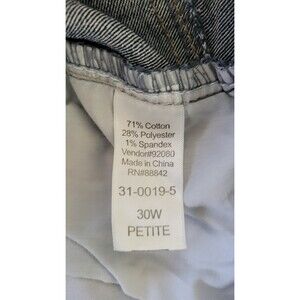 71% Cotton
28% Polyester
1% Spandex
Vendor#92080
Made in China
RN#88842
31-0019-5
30W
PETITE